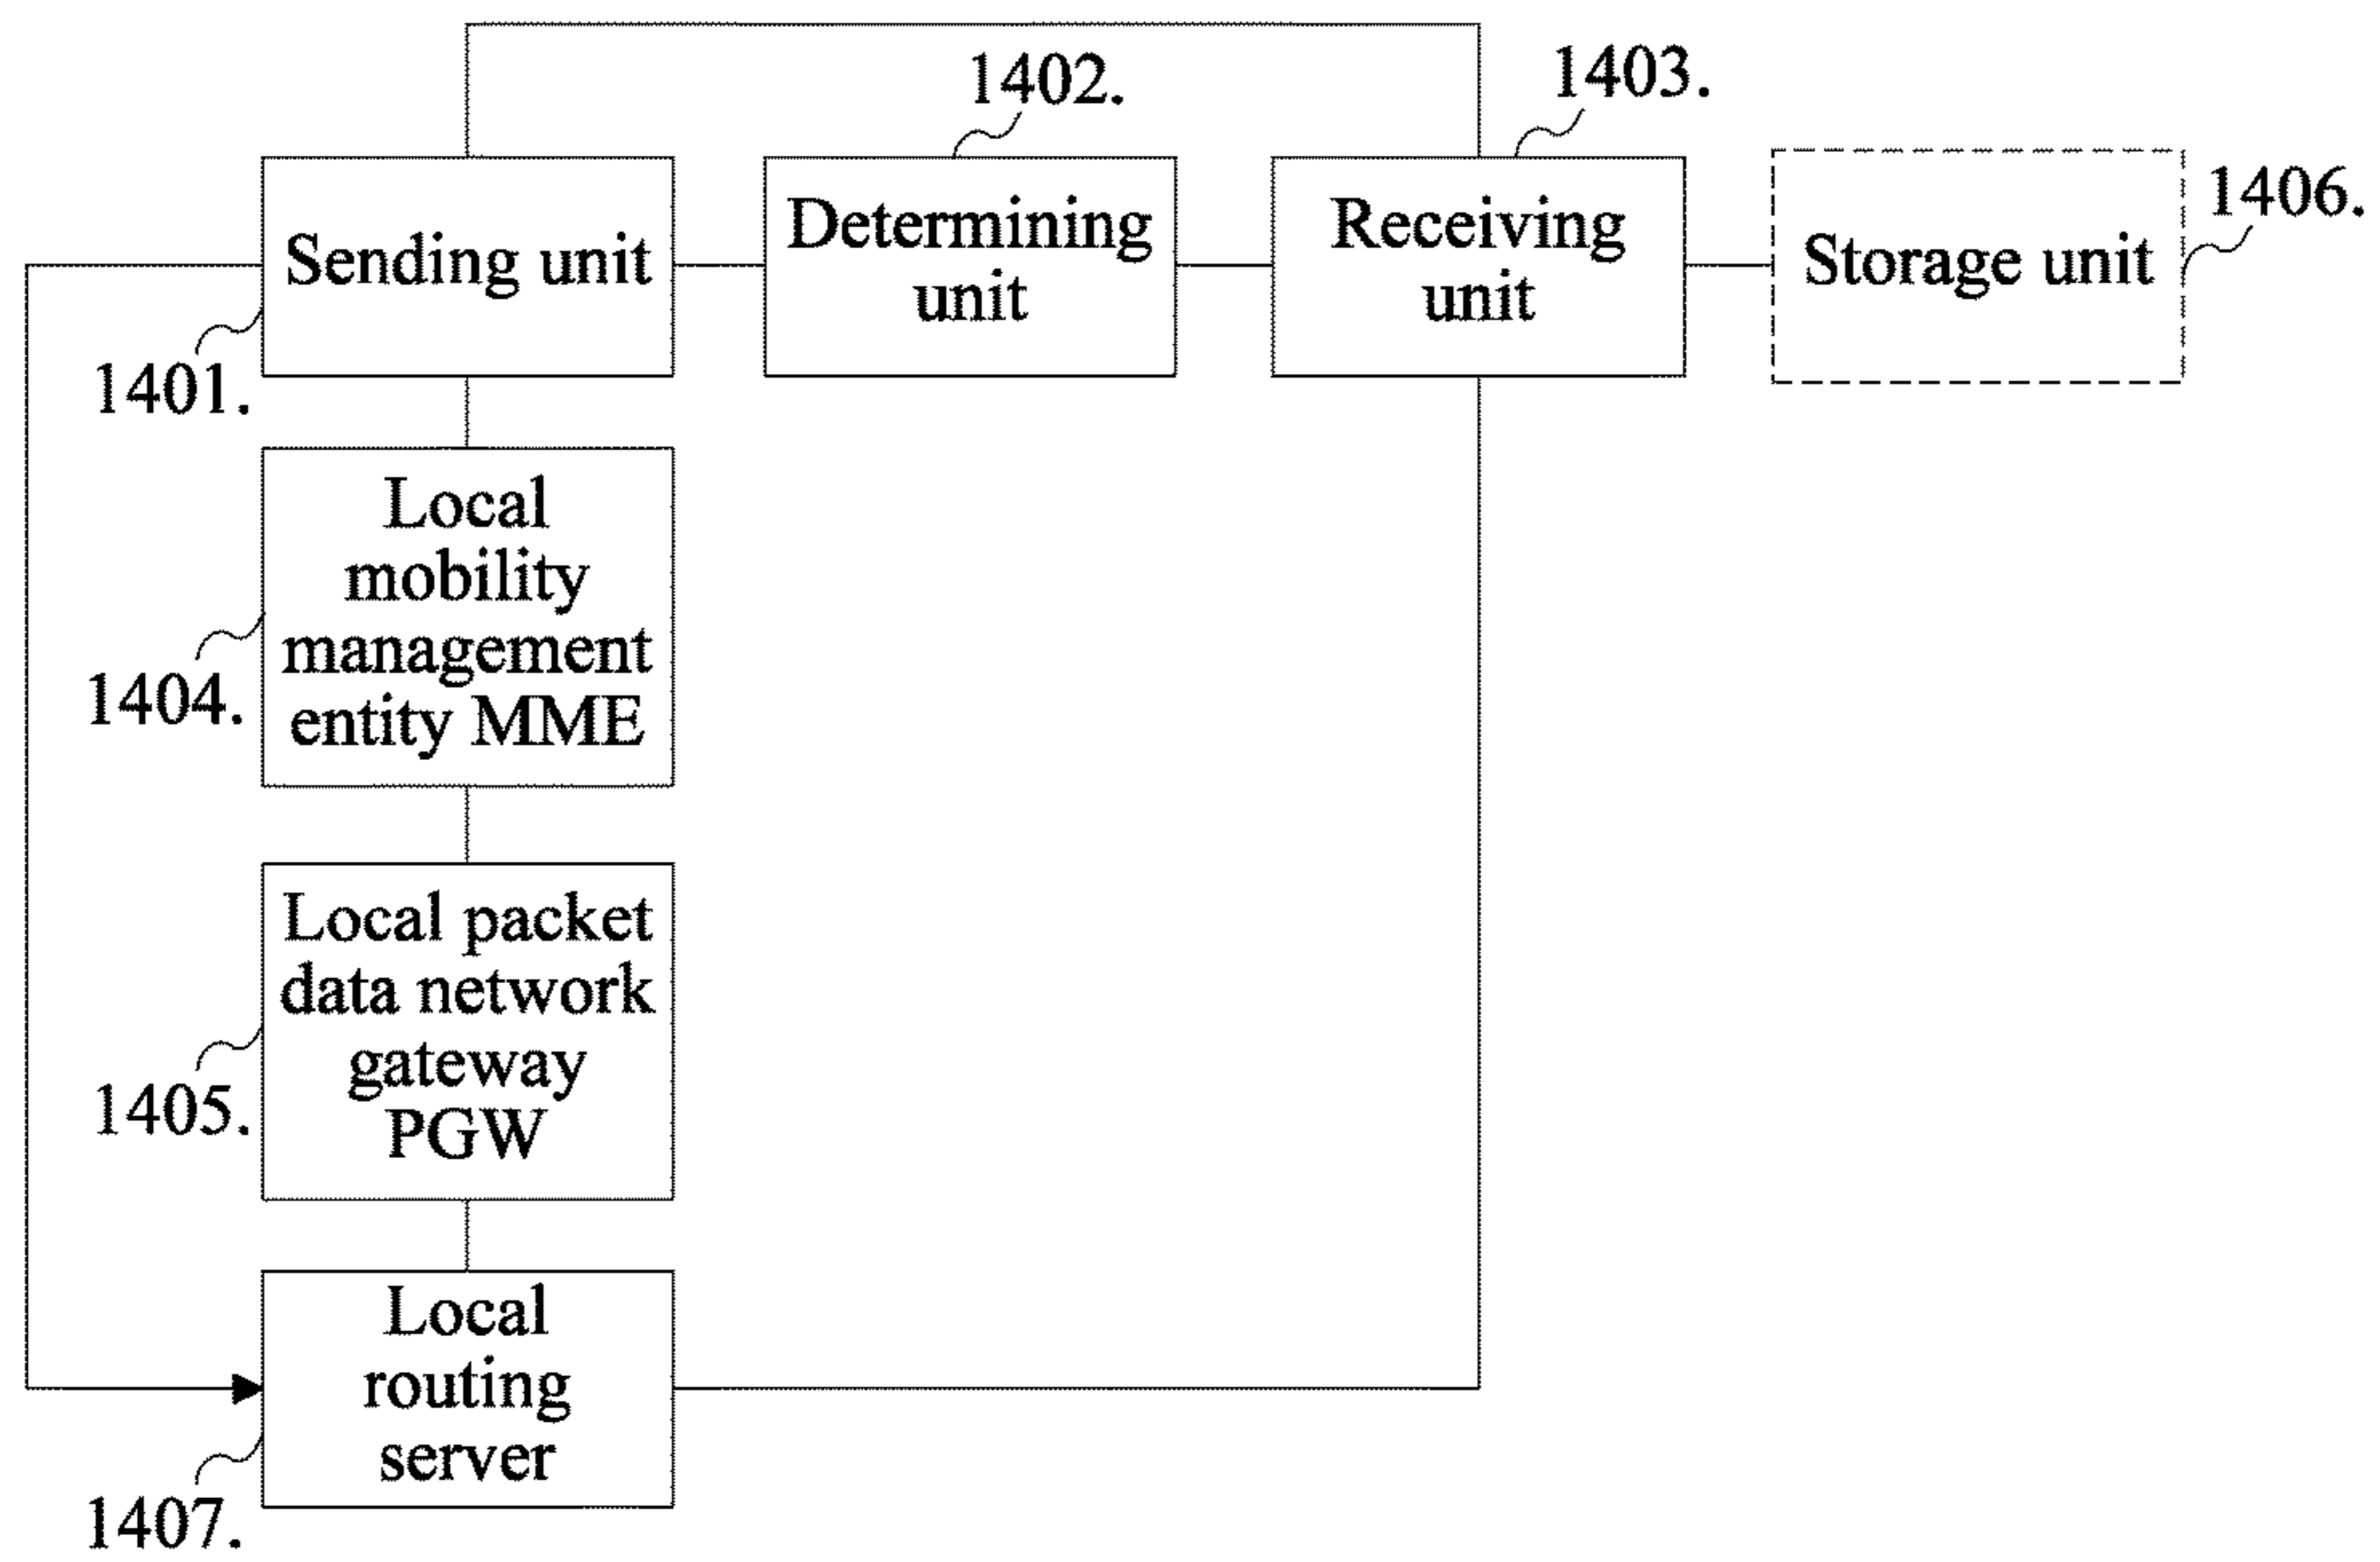 1402.
1403.
1406.
Sending unit
Determining
unit
Receiving
unit
Storage unit
1401.
Local
mobility
management
entity MME
1404.
Local packet
data network
gateway
PGW
1405.
Local
routing
server
1407.